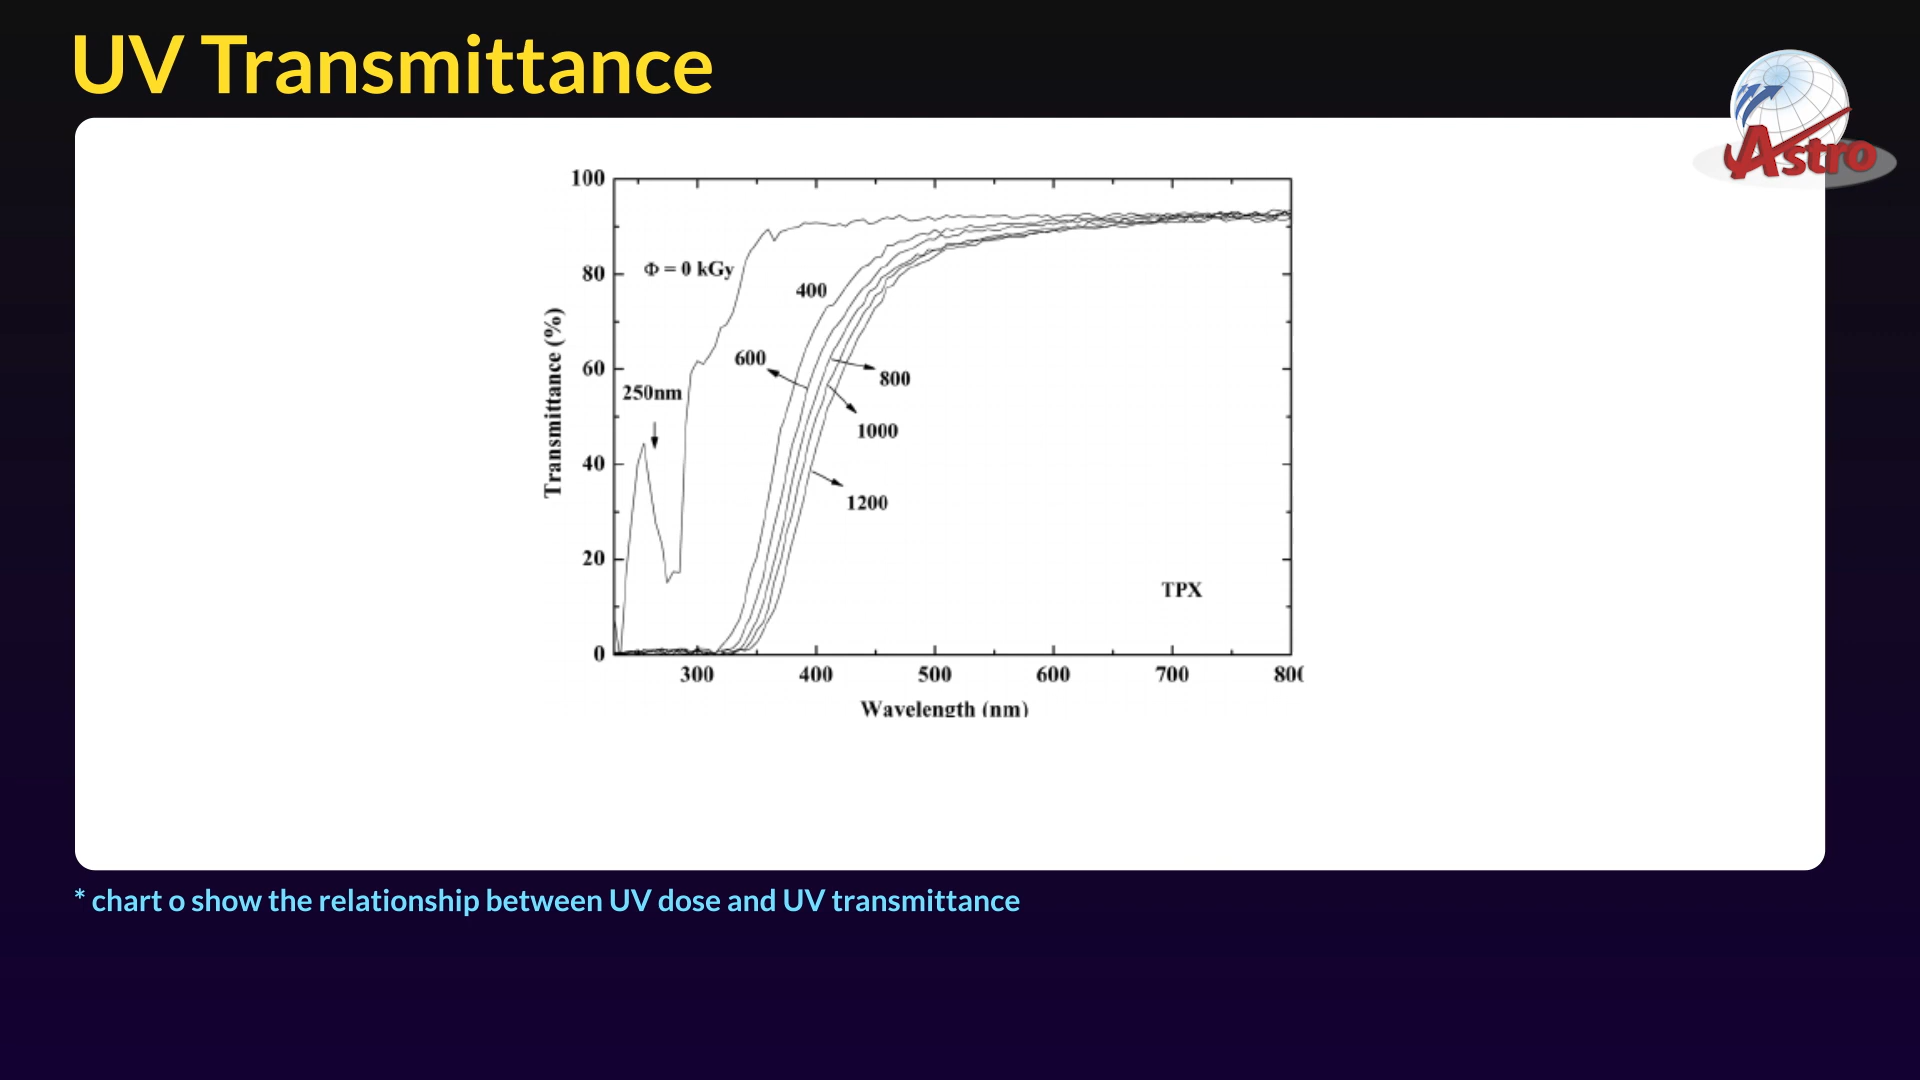 UV Transmittance
Astro
100
Φ = 0 kGy
80
400
600
60
800
250nm
1000
Transmittance (%)
40
1200
20
TPX
0
300 400 500 600 700
Wavelength (nm)
* chart o show the relationship between UV dose and UV transmittance